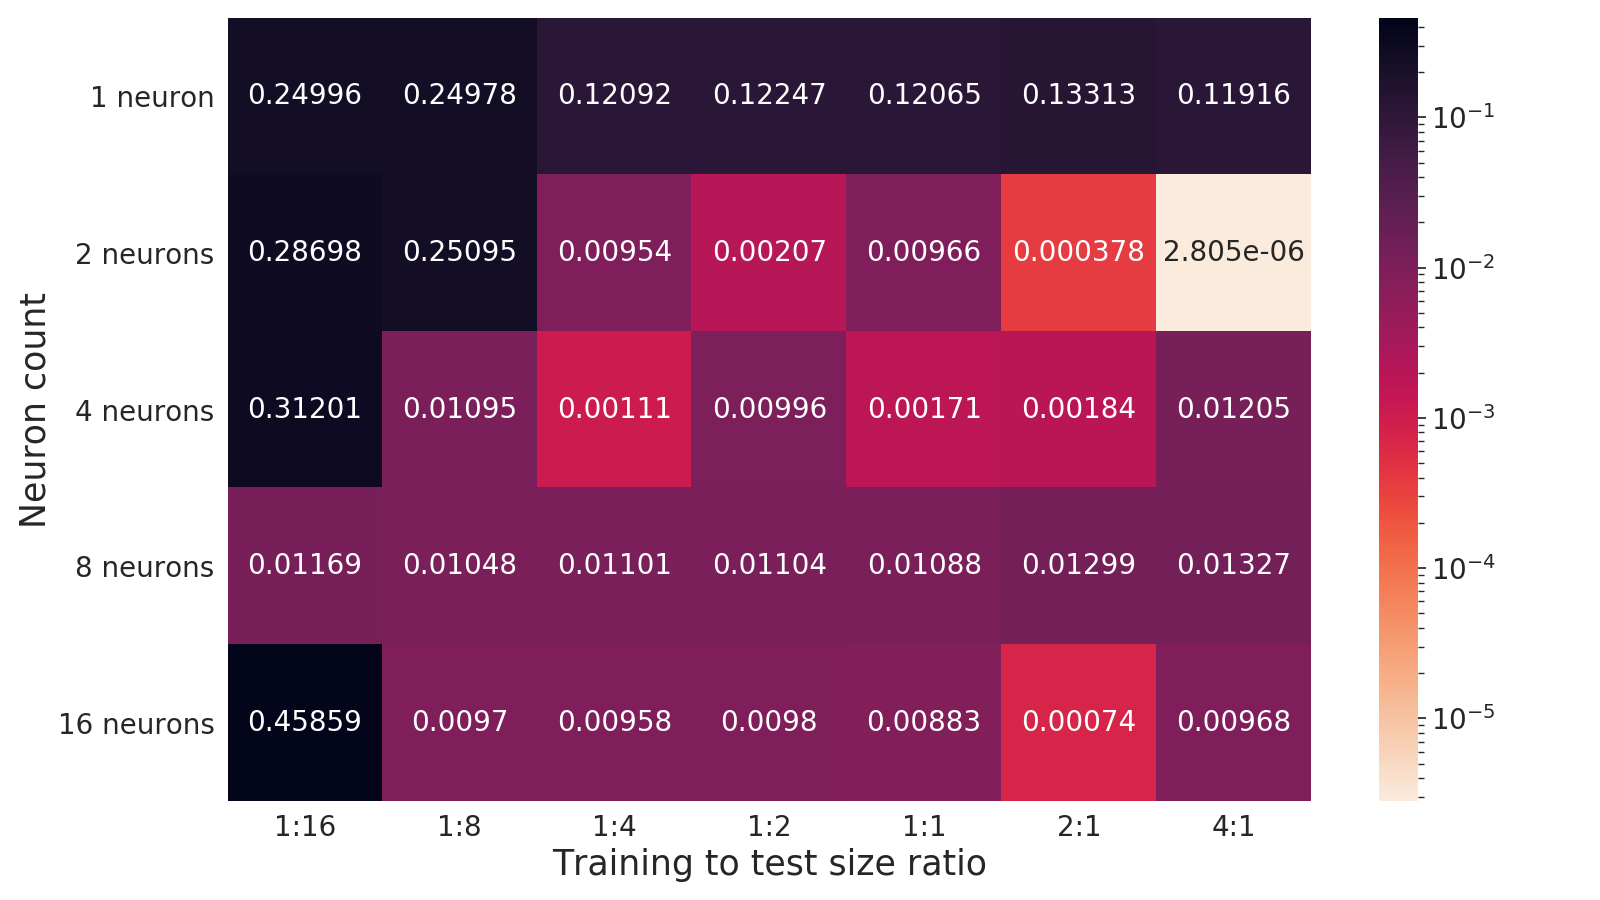 1 neuron 0.24996 0.24978 0.12092 0.12247 0.12065 0.13313 0.11916
2 neurons 0.28698 0.25095 0.00954 0.00207 0.00966 0.000378 2.805e-06
4 neurons 0.31201 0.01095 0.00111 0.00996 0.00171 0.00184 0.01205
8 neurons 0.01169 0.01048 0.01101 0.01104 0.01088 0.01299 0.01327
16 neurons 0.45859 0.0097 0.00958 0.0098 0.00883 0.00074 0.00968
1:16 1:8 1:4 1:2 1:1 2:1 4:1
Training to test size ratio
Neuron count
10⁻¹
10⁻²
10⁻³
10⁻⁴
10⁻⁵